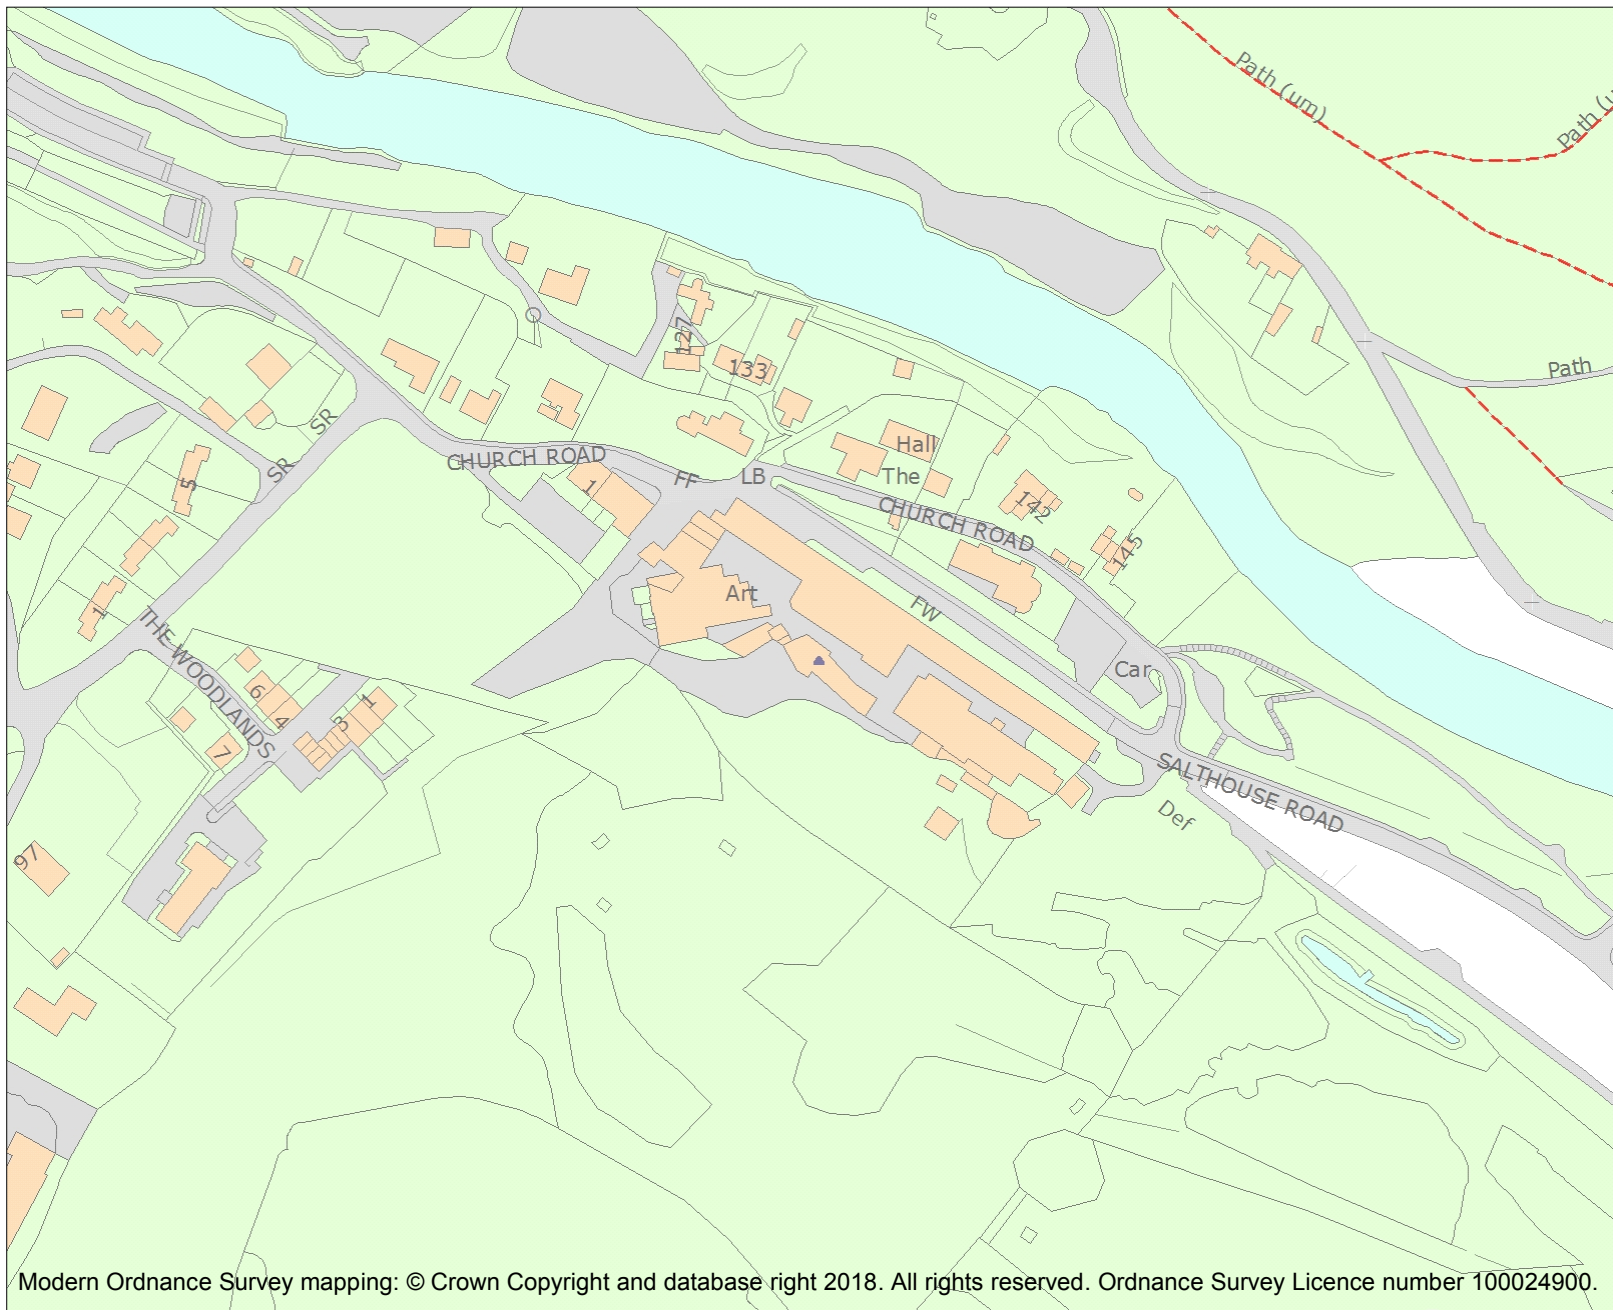 Path (um)
Path
SR
SR
5
1
127
133
CHURCH ROAD
FF
LB
Hall
The
1
CHURCH ROAD
142
145
Art
FW
Car
THE WOODLANDS
6
4
3
1
7
SALTHOUSE ROAD
Def
97
Modern Ordnance Survey mapping: © Crown Copyright and database right 2018. All rights reserved. Ordnance Survey Licence number 100024900.